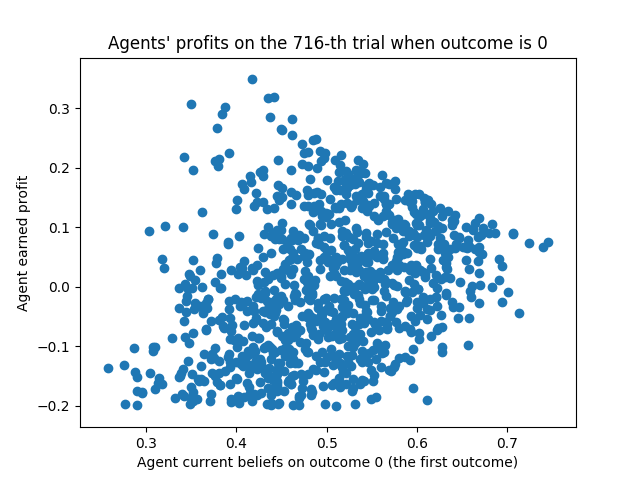 Agents' profits on the 716-th trial when outcome is 0
Agent earned profit
0.3
0.2
0.1
0.0
−0.1
−0.2
0.3 0.4 0.5 0.6 0.7
Agent current beliefs on outcome 0 (the first outcome)